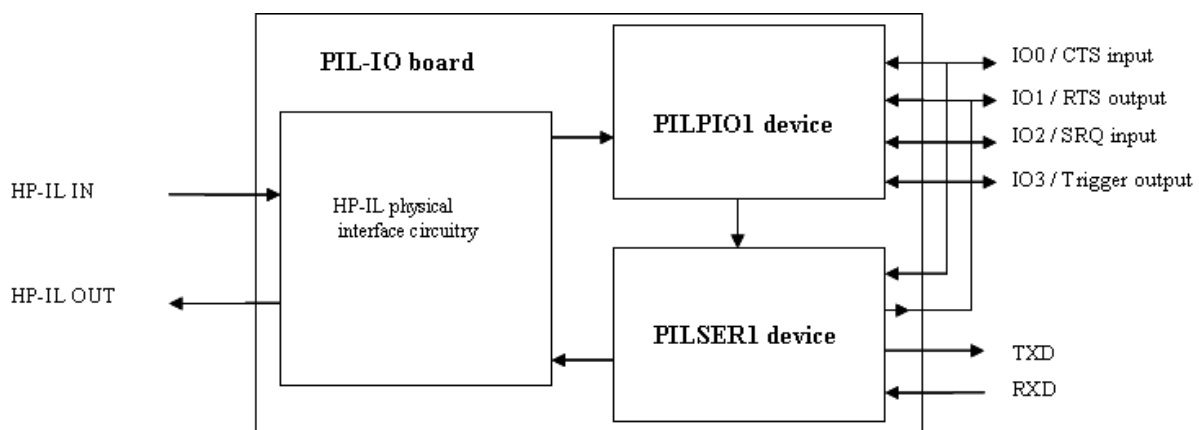 PIL-IO board
HP-IL IN
HP-IL OUT
HP-IL physical
interface circuitry
PILPIO1 device
PILSER1 device
IO0 / CTS input
IO1 / RTS output
IO2 / SRQ input
IO3 / Trigger output
TXD
RXD